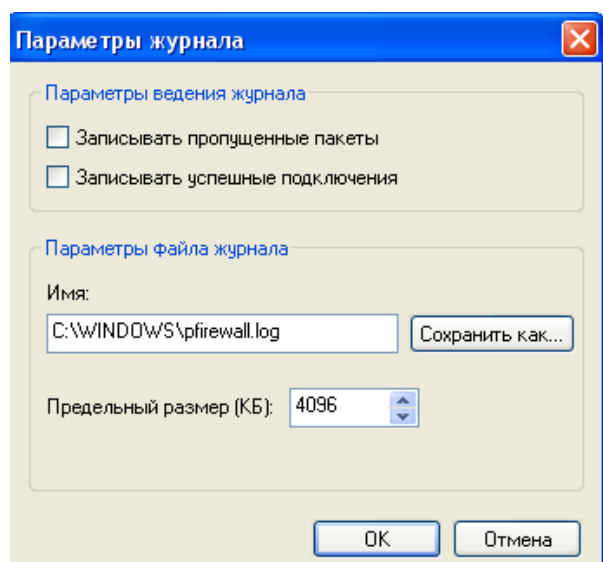 Параметры журнала
Параметры ведения журнала
Записывать пропущенные пакеты
Записывать успешные подключения
Параметры файла журнала
Имя:
C:\WINDOWS\pfirewall.log
Сохранить как...
Предельный размер (КБ):
4096
OK
Отмена